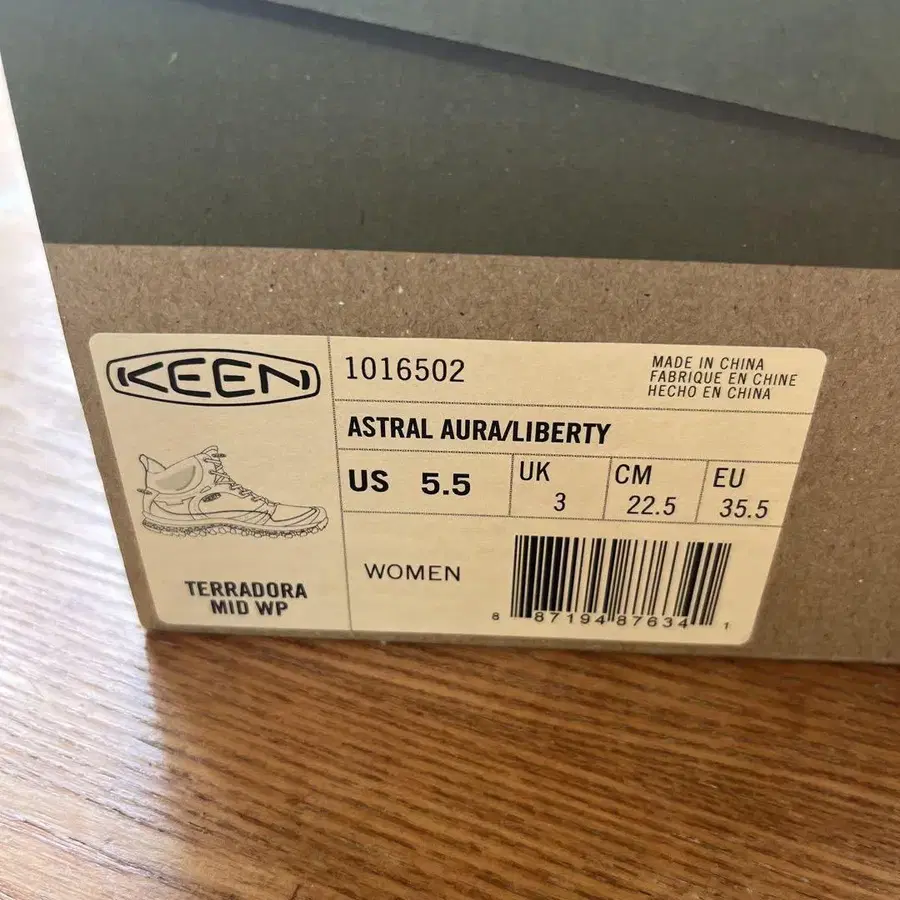 KEEN
1016502
MADE IN CHINA
FABRIQUE EN CHINE
HECHO EN CHINA
ASTRAL AURA/LIBERTY
US 5.5
UK 3
CM 22.5
EU 35.5
WOMEN
TERRADORA
MID WP
8 87194 87634 1